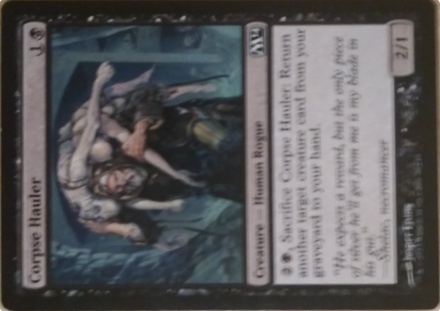 Corpse Hauler
1
Creature — Human Rogue
M14
2, Sacrifice Corpse Hauler: Return
another target creature card from your
graveyard to your hand.
"He expects a reward, but the only piece
of silver he'll get from me is my blade in
his gut."
necromancer
2/1